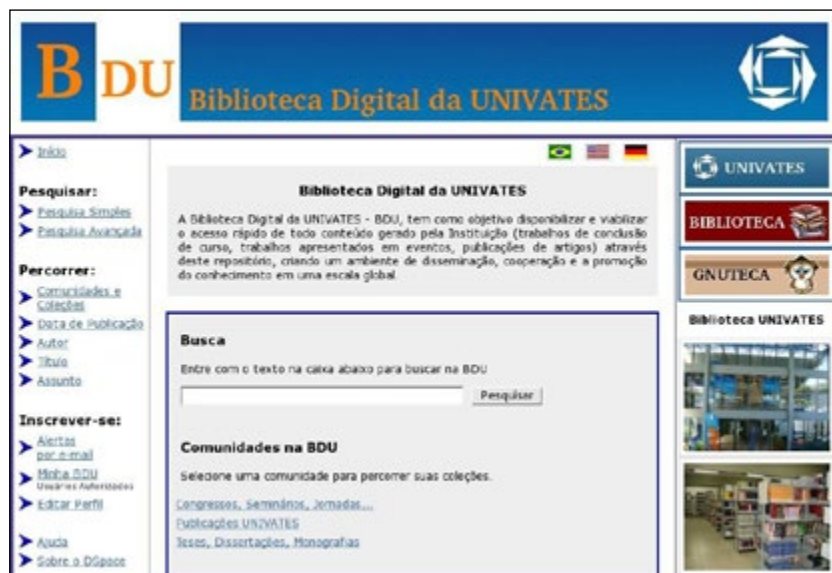 BDU Biblioteca Digital da UNIVATES
Início
Pesquisar:
Pesquisa Simples
Pesquisa Avançada
Percorrer:
Comunidades e
Coleções
Data de Publicação
Autor
Título
Assunto
Inscrever-se:
Alertas
por e-mail
Minha BDU
Usuários Autorizados
Editar Perfil
Ajuda
Sobre o DSpace
Biblioteca Digital da UNIVATES
A Biblioteca Digital da UNIVATES - BDU, tem como objetivo disponibilizar e viabilizar
o acesso rápido de todo conteúdo gerado pela Instituição (trabalhos de conclusão
de curso, trabalhos apresentados em eventos, publicações de artigos) através
deste repositório, criando um ambiente de disseminação, cooperação e a promoção
do conhecimento em uma escala global.
Busca
Entre com o texto na caixa abaixo para buscar na BDU
Pesquisar
Comunidades na BDU
Selecione uma comunidade para percorrer suas coleções.
Congressos, Seminários, Jornadas...
Publicações UNIVATES
Teses, Dissertações, Monografias
UNIVATES
BIBLIOTECA
GNUTECA
Biblioteca UNIVATES